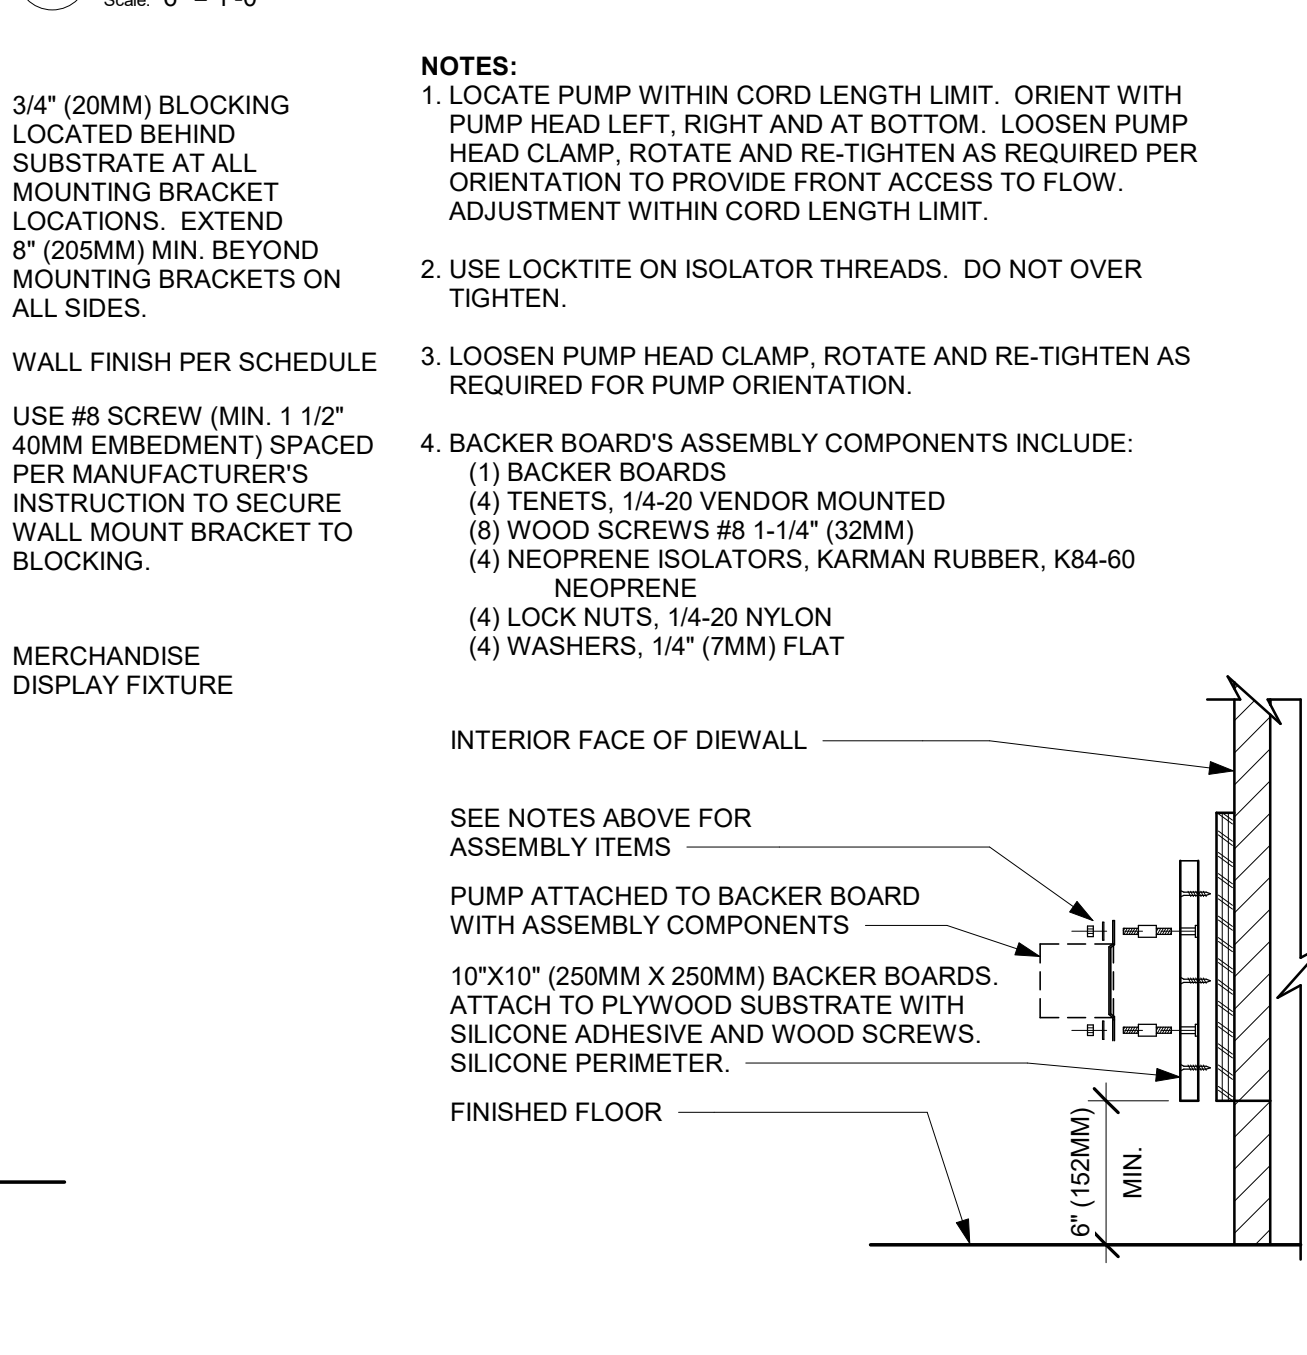 3/4" (20MM) BLOCKING
LOCATED BEHIND
SUBSTRATE AT ALL
MOUNTING BRACKET
LOCATIONS.  EXTEND
8" (205MM) MIN. BEYOND
MOUNTING BRACKETS ON
ALL SIDES.
WALL FINISH PER SCHEDULE
USE #8 SCREW (MIN. 1 1/2"
40MM EMBEDMENT) SPACED
PER MANUFACTURER'S
INSTRUCTION TO SECURE
WALL MOUNT BRACKET TO
BLOCKING.
MERCHANDISE
DISPLAY FIXTURE
NOTES:
1. LOCATE PUMP WITHIN CORD LENGTH LIMIT.  ORIENT WITH
PUMP HEAD LEFT, RIGHT AND AT BOTTOM.  LOOSEN PUMP
HEAD CLAMP, ROTATE AND RE-TIGHTEN AS REQUIRED PER
ORIENTATION TO PROVIDE FRONT ACCESS TO FLOW.
ADJUSTMENT WITHIN CORD LENGTH LIMIT.
2. USE LOCKTITE ON ISOLATOR THREADS.  DO NOT OVER
TIGHTEN.
3. LOOSEN PUMP HEAD CLAMP, ROTATE AND RE-TIGHTEN AS
REQUIRED FOR PUMP ORIENTATION.
4. BACKER BOARD'S ASSEMBLY COMPONENTS INCLUDE:
(1) BACKER BOARDS
(4) TENETS, 1/4-20 VENDOR MOUNTED
(8) WOOD SCREWS #8 1-1/4" (32MM)
(4) NEOPRENE ISOLATORS, KARMAN RUBBER, K84-60
NEOPRENE
(4) LOCK NUTS, 1/4-20 NYLON
(4) WASHERS, 1/4" (7MM) FLAT
INTERIOR FACE OF DIEWALL
SEE NOTES ABOVE FOR
ASSEMBLY ITEMS
PUMP ATTACHED TO BACKER BOARD
WITH ASSEMBLY COMPONENTS
10"X10" (250MM X 250MM) BACKER BOARDS.
ATTACH TO PLYWOOD SUBSTRATE WITH
SILICONE ADHESIVE AND WOOD SCREWS.
SILICONE PERIMETER.
FINISHED FLOOR
6" (152MM)
MIN.